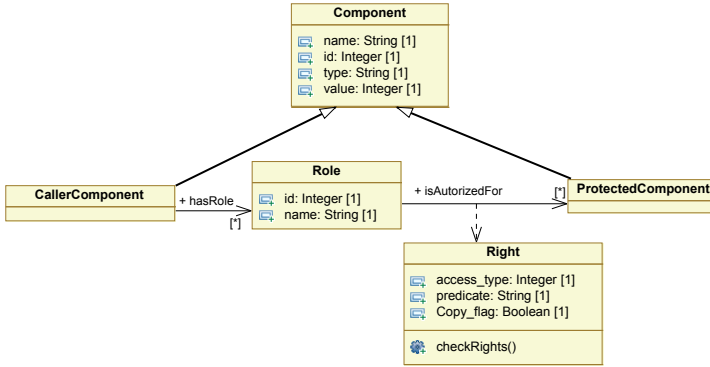 Component
name: String [1]
id: Integer [1]
type: String [1]
value: Integer [1]
CallerComponent
+ hasRole
[*]
Role
id: Integer [1]
name: String [1]
+ isAutorizedFor
[*]
ProtectedComponent
Right
access_type: Integer [1]
predicate: String [1]
Copy_flag: Boolean [1]
checkRights()